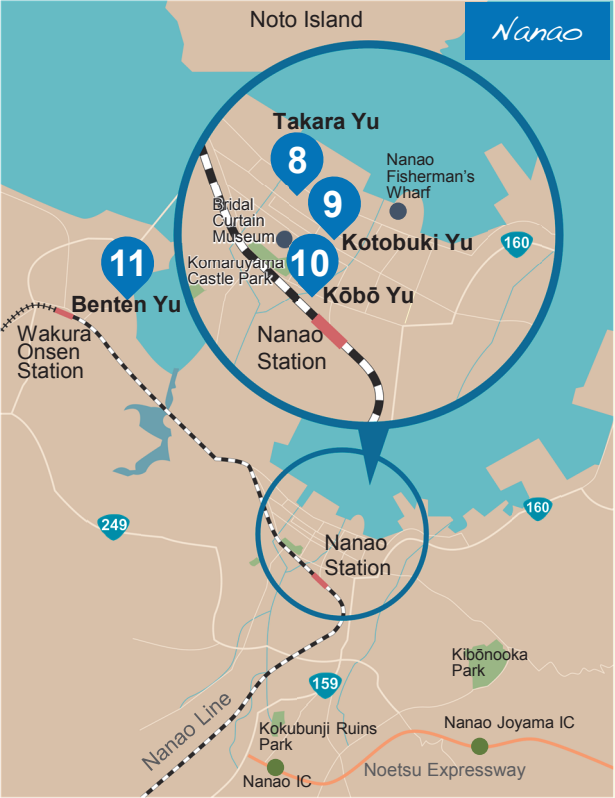 Noto Island
Nanao
Takara Yu
8
Nanao
Fisherman's
Wharf
9
Bridal
Curtain
Museum
Kotobuki Yu
160
11
Komaruyama
Castle Park
10
Benten Yu
Kōbō Yu
Wakura
Onsen
Station
Nanao
Station
160
249
Nanao
Station
Kibōnooka
Park
159
Nanao Line
Kokubunji Ruins
Park
Nanao Joyama IC
Noetsu Expressway
Nanao IC